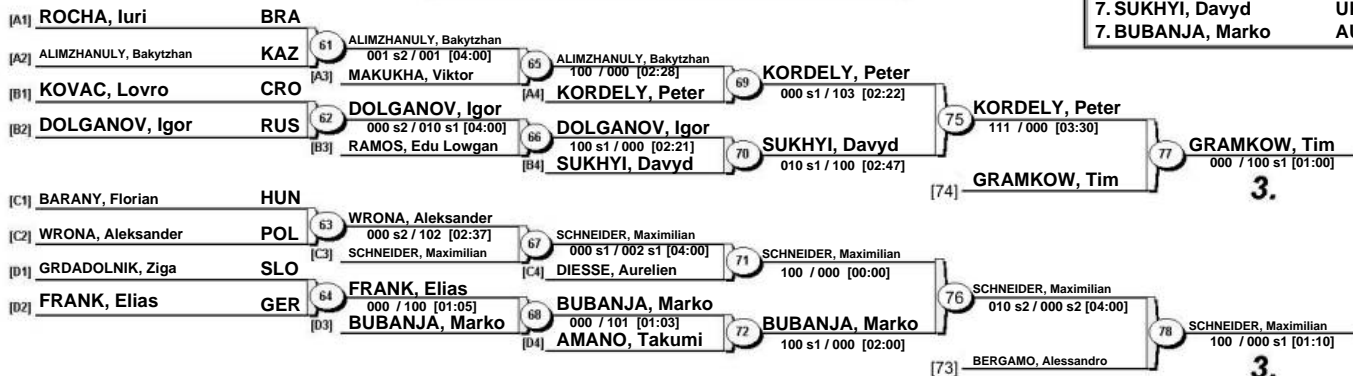 7. SUKHYI, Davyd
7. BUBANJA, Marko
[A1] ROCHA, Iuri BRA
[A2] ALIMZHANULY, Bakytzhan KAZ
61 ALIMZHANULY, Bakytzhan
001 s2 / 001 [04:00]
[A3] MAKUKHA, Viktor
65 ALIMZHANULY, Bakytzhan
100 / 000 [02:28]
[A4] KORDELY, Peter
69 KORDELY, Peter
000 s1 / 103 [02:22]
[B1] KOVAC, Lovro CRO
[B2] DOLGANOV, Igor RUS
62 DOLGANOV, Igor
000 s2 / 010 s1 [04:00]
[B3] RAMOS, Edu Lowgan
66 DOLGANOV, Igor
100 s1 / 000 [02:21]
[B4] SUKHYI, Davyd
70 SUKHYI, Davyd
010 s1 / 100 [02:47]
75 KORDELY, Peter
111 / 000 [03:30]
[74] GRAMKOW, Tim
77 GRAMKOW, Tim
000 / 100 s1 [01:00]
3.
[C1] BARANY, Florian HUN
[C2] WRONA, Aleksander POL
63 WRONA, Aleksander
000 s2 / 102 [02:37]
[C3] SCHNEIDER, Maximilian
67 SCHNEIDER, Maximilian
000 s1 / 002 s1 [04:00]
[C4] DIESSE, Aurelien
71 SCHNEIDER, Maximilian
100 / 000 [00:00]
[D1] GRDADOLNIK, Ziga SLO
[D2] FRANK, Elias GER
64 FRANK, Elias
000 / 100 [01:05]
[D3] BUBANJA, Marko
68 BUBANJA, Marko
000 / 101 [01:03]
[D4] AMANO, Takumi
72 BUBANJA, Marko
100 s1 / 000 [02:00]
76 SCHNEIDER, Maximilian
010 s2 / 000 s2 [04:00]
[73] BERGAMO, Alessandro
78 SCHNEIDER, Maximilian
100 / 000 s1 [01:10]
3.